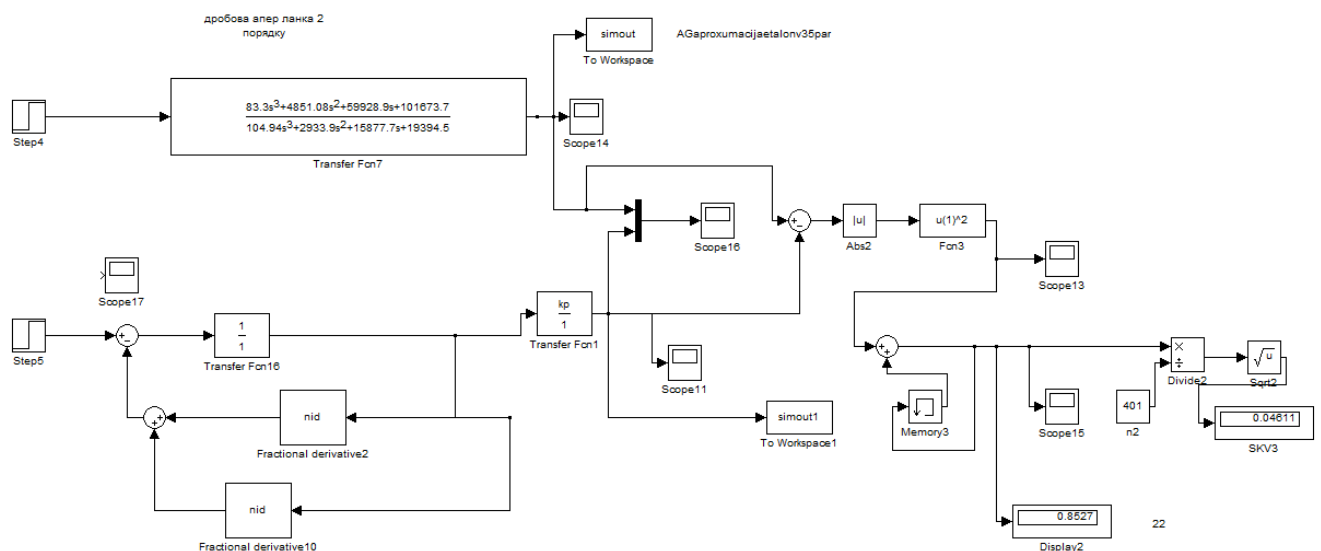 дробова апер ланка 2
порядку
simout
To Workspace
AGaproxumacijaetalonv35par
83.3s³+4851.08s²+59928.9s+101673.7
104.94s³+2933.9s²+15877.7s+19394.5
Transfer Fcn7
Step4
Scope14
Scope16
|u|
Abs2
u(1)^2
Fcn3
Scope13
Scope17
Step5
1
1
Transfer Fcn16
kp
1
Transfer Fcn1
Scope11
nid
Fractional derivative2
nid
Fractional derivative10
simout1
To Workspace1
Memory3
Scope15
401
n2
Divide2
√u
Sqrt2
0.04611
SKV3
0.8527
Display2
22